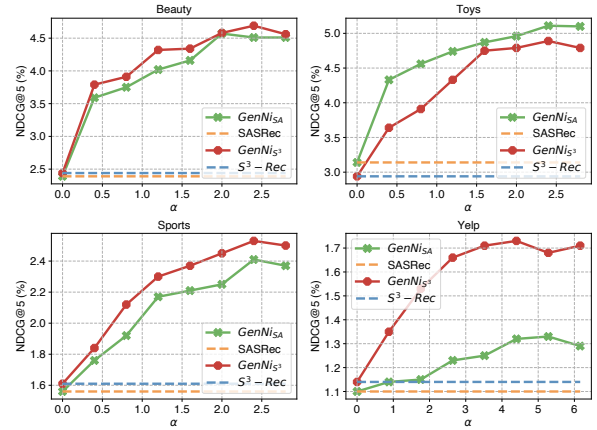 Beauty
NDCG@5 (%)
4.5
4.0
3.5
3.0
2.5
GenNi_SA
SASRec
GenNi_S³
S³ − Rec
0.0 0.5 1.0 1.5 2.0 2.5
α
Toys
NDCG@5 (%)
5.0
4.5
4.0
3.5
3.0
GenNi_SA
SASRec
GenNi_S³
S³ − Rec
0.0 0.5 1.0 1.5 2.0 2.5
α
Sports
NDCG@5 (%)
2.4
2.2
2.0
1.8
1.6
GenNi_SA
SASRec
GenNi_S³
S³ − Rec
0.0 0.5 1.0 1.5 2.0 2.5
α
Yelp
NDCG@5 (%)
1.7
1.6
1.5
1.4
1.3
1.2
1.1
GenNi_SA
SASRec
GenNi_S³
S³ − Rec
0 1 2 3 4 5 6
α